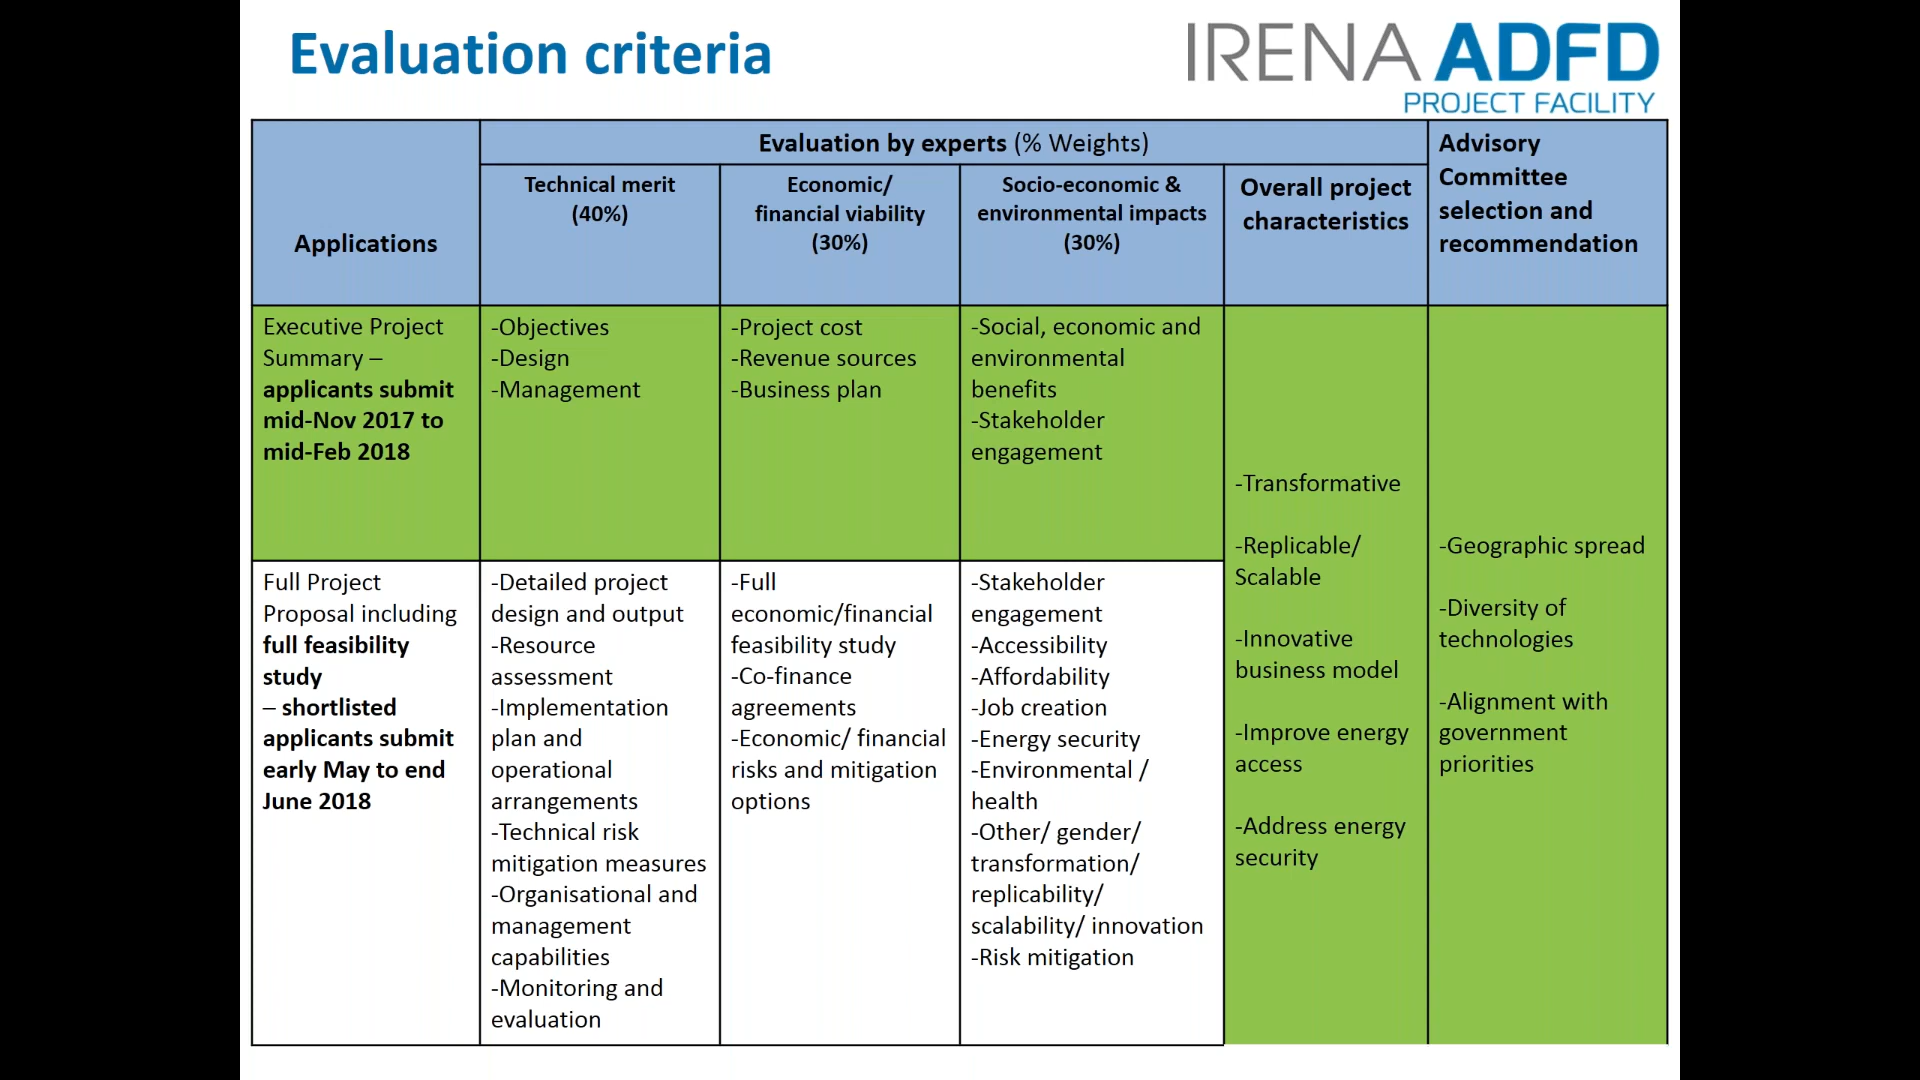 Evaluation criteria
IRENA ADFD
PROJECT FACILITY
Applications
Evaluation by experts (% Weights)
Technical merit
(40%)
Economic/
financial viability
(30%)
Socio-economic &
environmental impacts
(30%)
Overall project
characteristics
Advisory
Committee
selection and
recommendation
Executive Project
Summary –
applicants submit
mid-Nov 2017 to
mid-Feb 2018
-Objectives
-Design
-Management
-Project cost
-Revenue sources
-Business plan
-Social, economic and
environmental
benefits
-Stakeholder
engagement
-Transformative
-Replicable/
Scalable
-Innovative
business model
-Improve energy
access
-Address energy
security
-Geographic spread
-Diversity of
technologies
-Alignment with
government
priorities
Full Project
Proposal including
full feasibility
study
– shortlisted
applicants submit
early May to end
June 2018
-Detailed project
design and output
-Resource
assessment
-Implementation
plan and
operational
arrangements
-Technical risk
mitigation measures
-Organisational and
management
capabilities
-Monitoring and
evaluation
-Full
economic/financial
feasibility study
-Co-finance
agreements
-Economic/ financial
risks and mitigation
options
-Stakeholder
engagement
-Accessibility
-Affordability
-Job creation
-Energy security
-Environmental /
health
-Other/ gender/
transformation/
replicability/
scalability/ innovation
-Risk mitigation